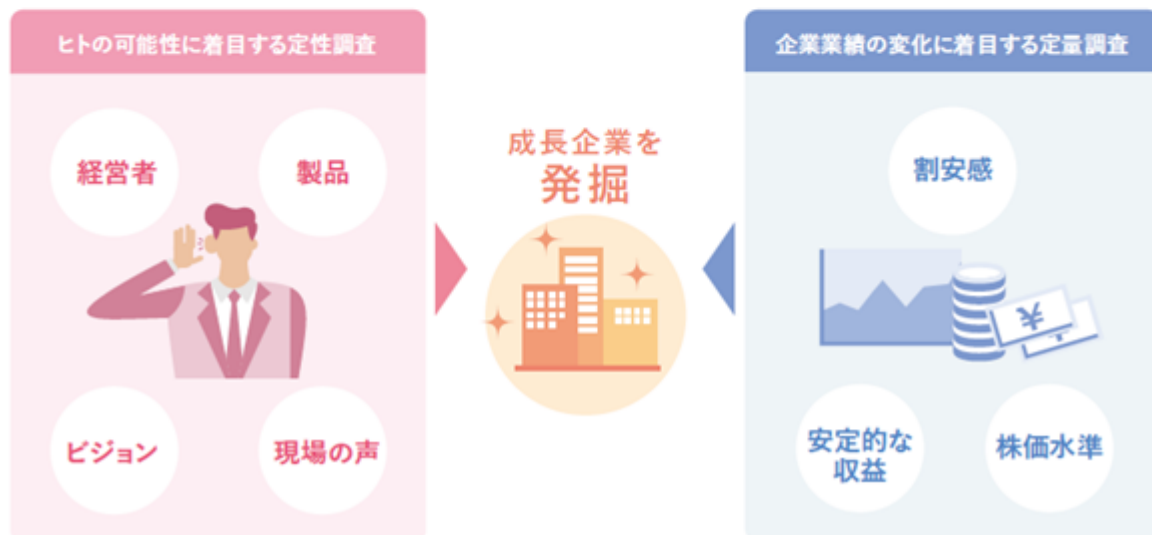 ヒトの可能性に着目する定性調査
経営者
製品
ビジョン
現場の声
成長企業を
発掘
企業業績の変化に着目する定量調査
割安感
¥
安定的な
収益
株価水準